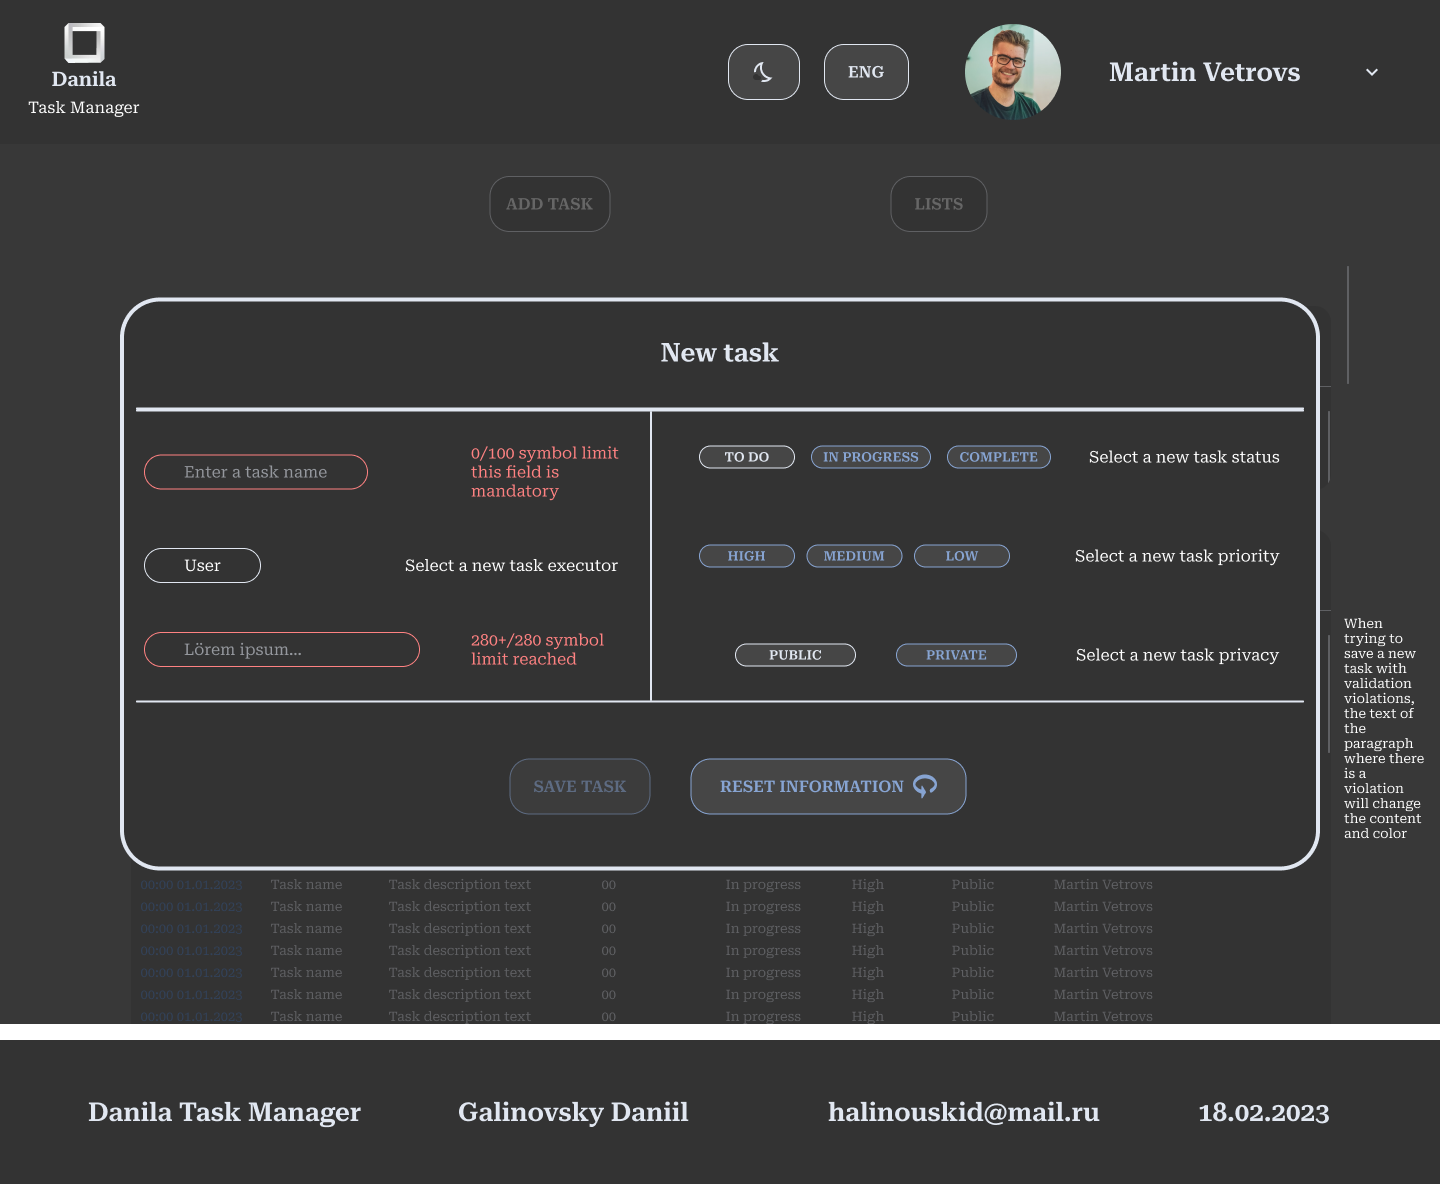 Danila
Task Manager
ENG
Martin Vetrovs
ADD TASK
LISTS
New task
Enter a task name
0/100 symbol limit
this field is
mandatory
User
Select a new task executor
Lörem ipsum...
280+/280 symbol
limit reached
TO DO
IN PROGRESS
COMPLETE
Select a new task status
HIGH
MEDIUM
LOW
Select a new task priority
PUBLIC
PRIVATE
Select a new task privacy
SAVE TASK
RESET INFORMATION
When
trying to
save a new
task with
validation
violations,
the text of
the
paragraph
where there
is a
violation
will change
the content
and color
00:00 01.01.2023 Task name Task description text 00 In progress High Public Martin Vetrovs
00:00 01.01.2023 Task name Task description text 00 In progress High Public Martin Vetrovs
00:00 01.01.2023 Task name Task description text 00 In progress High Public Martin Vetrovs
00:00 01.01.2023 Task name Task description text 00 In progress High Public Martin Vetrovs
00:00 01.01.2023 Task name Task description text 00 In progress High Public Martin Vetrovs
00:00 01.01.2023 Task name Task description text 00 In progress High Public Martin Vetrovs
00:00 01.01.2023 Task name Task description text 00 In progress High Public Martin Vetrovs
Danila Task Manager
Galinovsky Daniil
halinouskid@mail.ru
18.02.2023